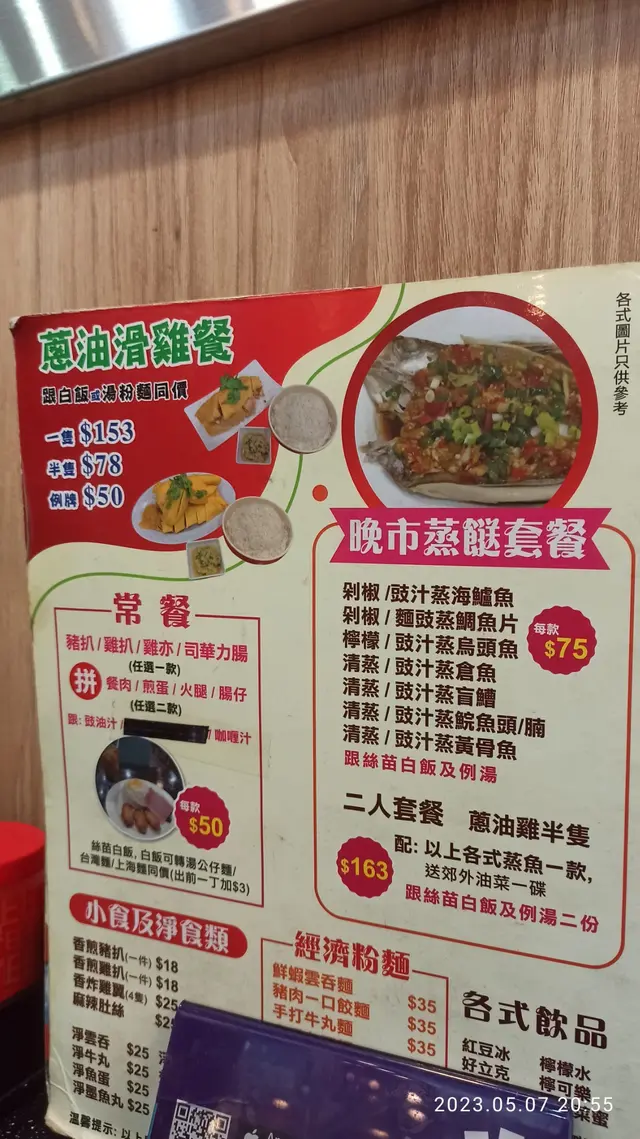 各式圖片只供參考
蔥油滑雞餐
跟白飯或湯粉麵同價
一隻 $153
半隻 $78
例牌 $50
晚市蒸餸套餐
剁椒 / 豉汁蒸海鱸魚
剁椒 / 麵豉蒸鯛魚片
檸檬 / 豉汁蒸烏頭魚
清蒸 / 豉汁蒸倉魚
清蒸 / 豉汁蒸盲鰽
清蒸 / 豉汁蒸鯇魚頭/腩
清蒸 / 豉汁蒸黃骨魚
跟絲苗白飯及例湯
每款
$75
二人套餐 蔥油雞半隻
$163
配: 以上各式蒸魚一款,
送郊外油菜一碟
跟絲苗白飯及例湯二份
常餐
豬扒 / 雞扒 / 雞亦 / 司華力腸
(任選一款)
拼 餐肉 / 煎蛋 / 火腿 / 腸仔
(任選二款)
跟: 豉油汁 / / 咖喱汁
每款
$50
絲苗白飯, 白飯可轉湯公仔麵/
台灣麵/上海麵同價(出前一丁加$3)
小食及淨食類
香煎豬扒(一件) $18
香煎雞扒(一件) $18
香炸雞翼(4隻) $25
麻辣肚絲
淨雲吞 $25
淨牛丸 $25
淨魚蛋 $25
淨墨魚丸 $25
溫馨提示: 以上
經濟粉麵
鮮蝦雲吞麵 $35
豬肉一口餃麵 $35
手打牛丸麵 $35
各式飲品
紅豆冰 檸檬水
好立克 檸可樂
菜蜜
2023.05.07 20:55